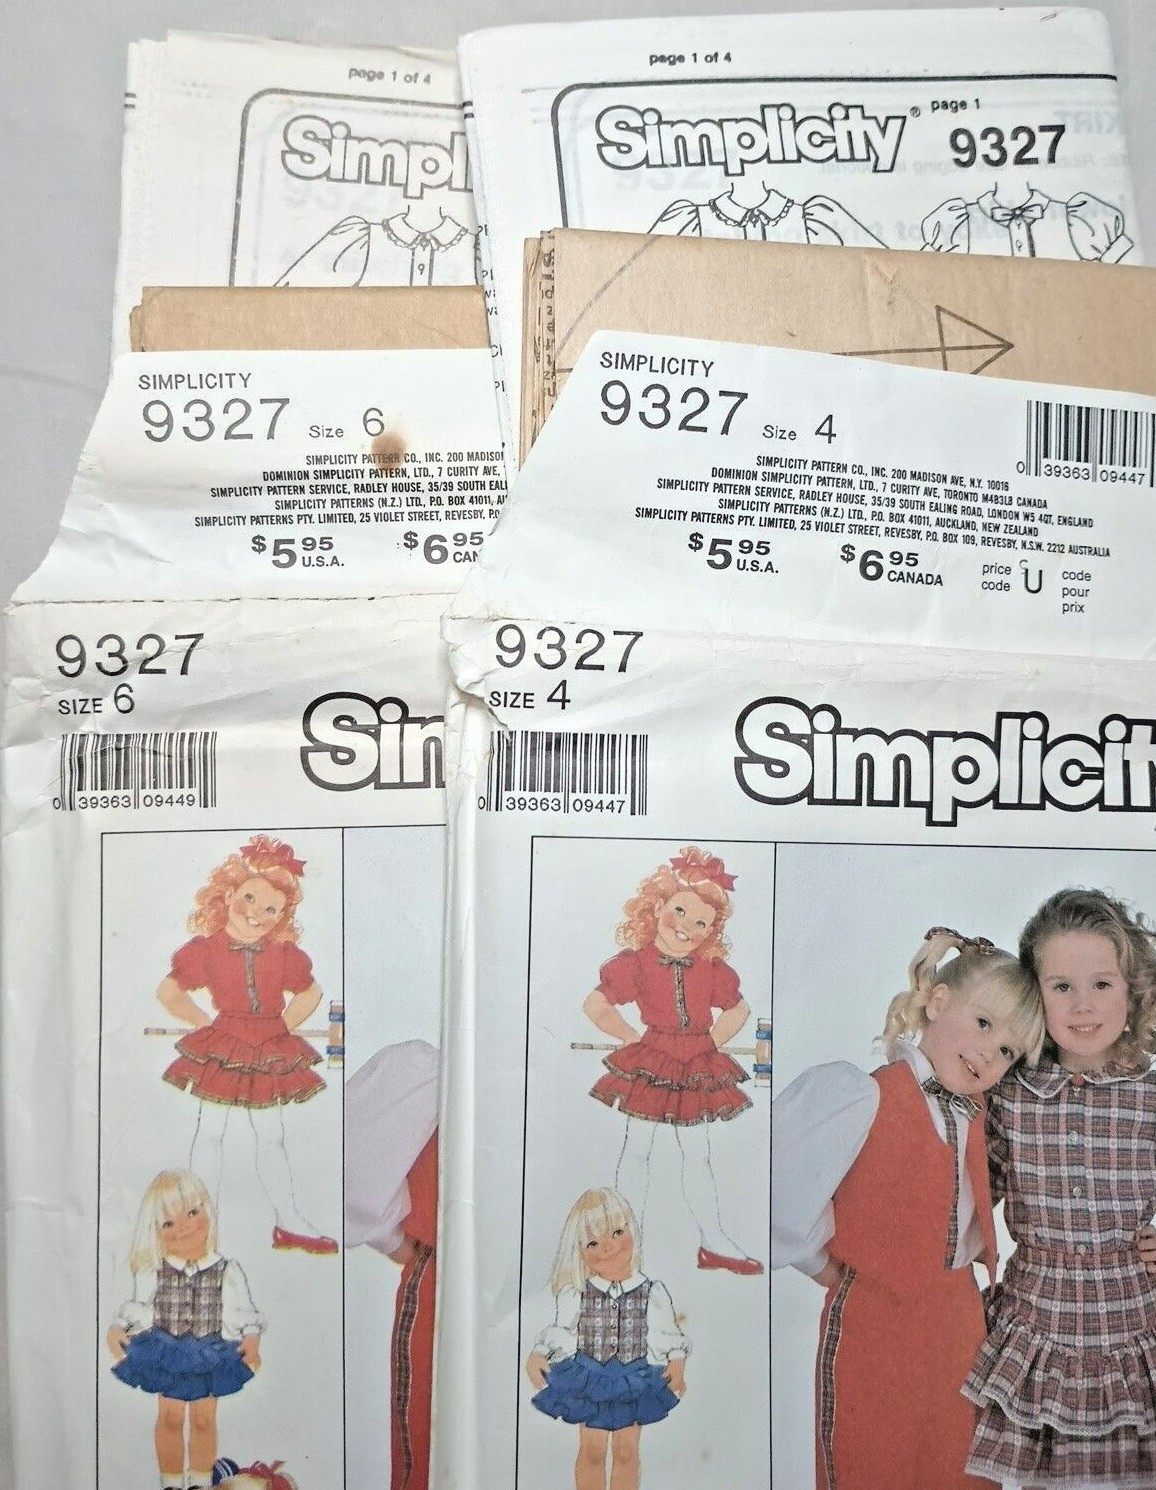 page 1 of 4
Simpl
page 1 of 4
Simplicity® page 1
9327
SIMPLICITY
9327 Size 6
SIMPLICITY PATTERN CO., INC. 200 MADISO
DOMINION SIMPLICITY PATTERN, LTD., 7 CURITY AVE,
SIMPLICITY PATTERN SERVICE, RADLEY HOUSE, 35/39 SOUTH EALI
SIMPLICITY PATTERNS (N.Z.) LTD., P.O. BOX 41011, A
SIMPLICITY PATTERNS PTY. LIMITED, 25 VIOLET STREET, REVESBY, P.O.
$5 95 U.S.A. $6 95 CAN
SIMPLICITY
9327 Size 4
0 39363 09447
SIMPLICITY PATTERN CO., INC. 200 MADISON AVE, N.Y. 10016
DOMINION SIMPLICITY PATTERN, LTD., 7 CURITY AVE, TORONTO M4B3L8 CANADA
SIMPLICITY PATTERN SERVICE, RADLEY HOUSE, 35/39 SOUTH EALING ROAD, LONDON W5 4QT, ENGLAND
SIMPLICITY PATTERNS (N.Z.) LTD., P.O. BOX 41011, AUCKLAND, NEW ZEALAND
SIMPLICITY PATTERNS PTY. LIMITED, 25 VIOLET STREET, REVESBY, P.O. BOX 109, REVESBY, N.S.W. 2212 AUSTRALIA
$5 95 U.S.A. $6 95 CANADA
price code U code pour prix
9327
SIZE 6
0 39363 09449
Sim
9327
SIZE 4
0 39363 09447
Simplicit